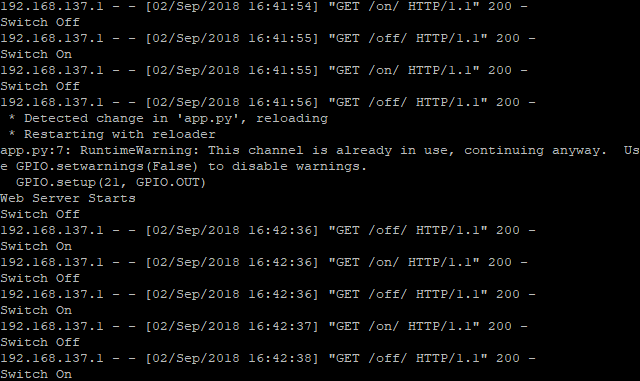 192.168.137.1 - - [02/Sep/2018 16:41:54] "GET /on/ HTTP/1.1" 200 -
Switch Off
192.168.137.1 - - [02/Sep/2018 16:41:55] "GET /off/ HTTP/1.1" 200 -
Switch On
192.168.137.1 - - [02/Sep/2018 16:41:55] "GET /on/ HTTP/1.1" 200 -
Switch Off
192.168.137.1 - - [02/Sep/2018 16:41:56] "GET /off/ HTTP/1.1" 200 -
 * Detected change in 'app.py', reloading
 * Restarting with reloader
app.py:7: RuntimeWarning: This channel is already in use, continuing anyway.  Us
e GPIO.setwarnings(False) to disable warnings.
  GPIO.setup(21, GPIO.OUT)
Web Server Starts
Switch Off
192.168.137.1 - - [02/Sep/2018 16:42:36] "GET /off/ HTTP/1.1" 200 -
Switch On
192.168.137.1 - - [02/Sep/2018 16:42:36] "GET /on/ HTTP/1.1" 200 -
Switch Off
192.168.137.1 - - [02/Sep/2018 16:42:36] "GET /off/ HTTP/1.1" 200 -
Switch On
192.168.137.1 - - [02/Sep/2018 16:42:37] "GET /on/ HTTP/1.1" 200 -
Switch Off
192.168.137.1 - - [02/Sep/2018 16:42:38] "GET /off/ HTTP/1.1" 200 -
Switch On